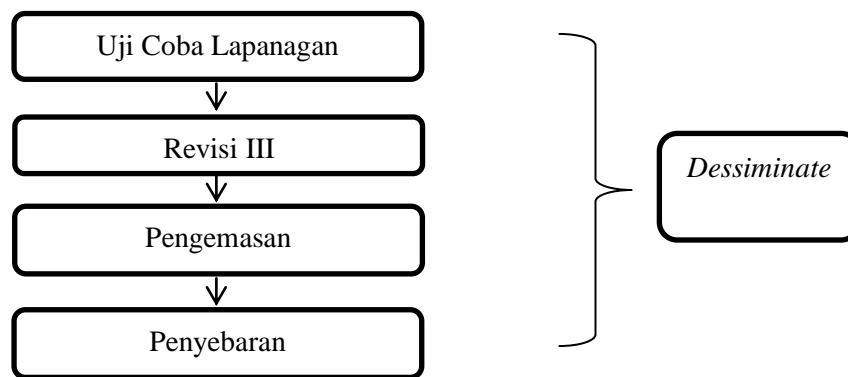 Uji Coba Lapanagan
Revisi III
Pengemasan
Penyebaran
Dessiminate